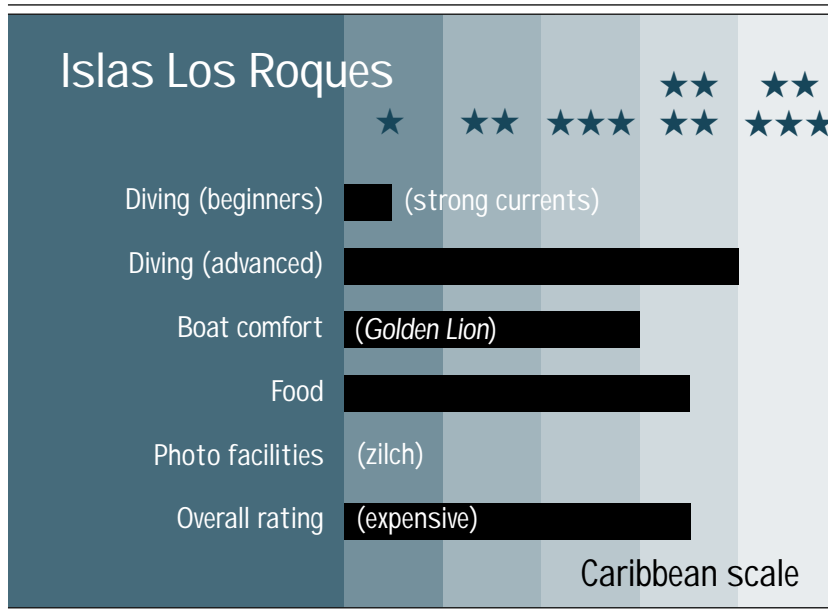 Islas Los Roques
★ ★★ ★★★ ★★★★ ★★★★★
Diving (beginners) (strong currents)
Diving (advanced)
Boat comfort (Golden Lion)
Food
Photo facilities (zilch)
Overall rating (expensive)
Caribbean scale